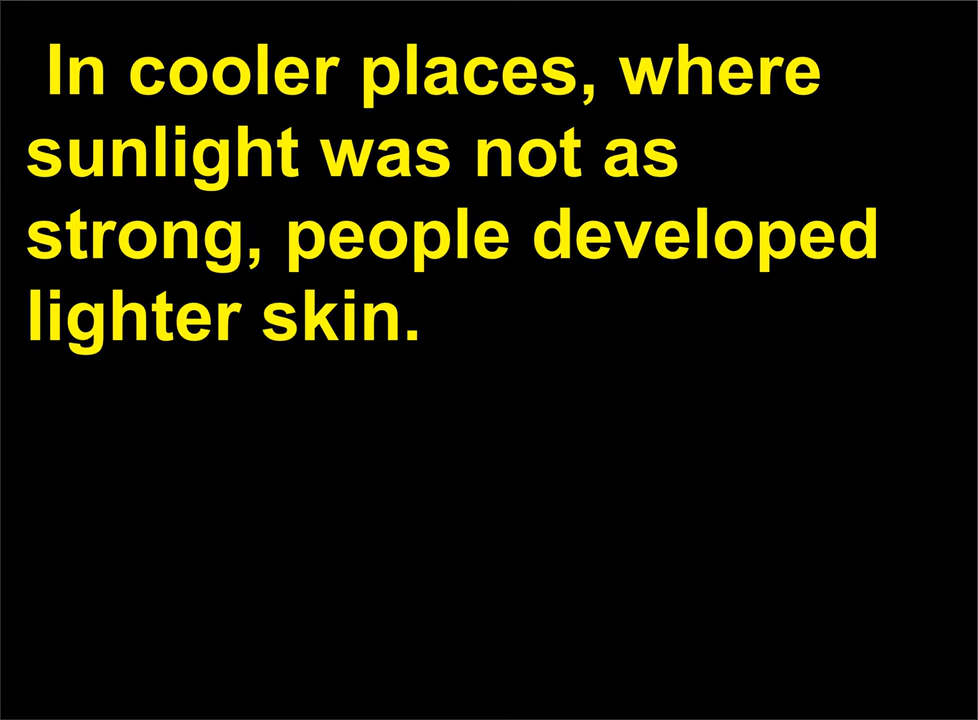 In cooler places, where
sunlight was not as
strong, people developed
lighter skin.